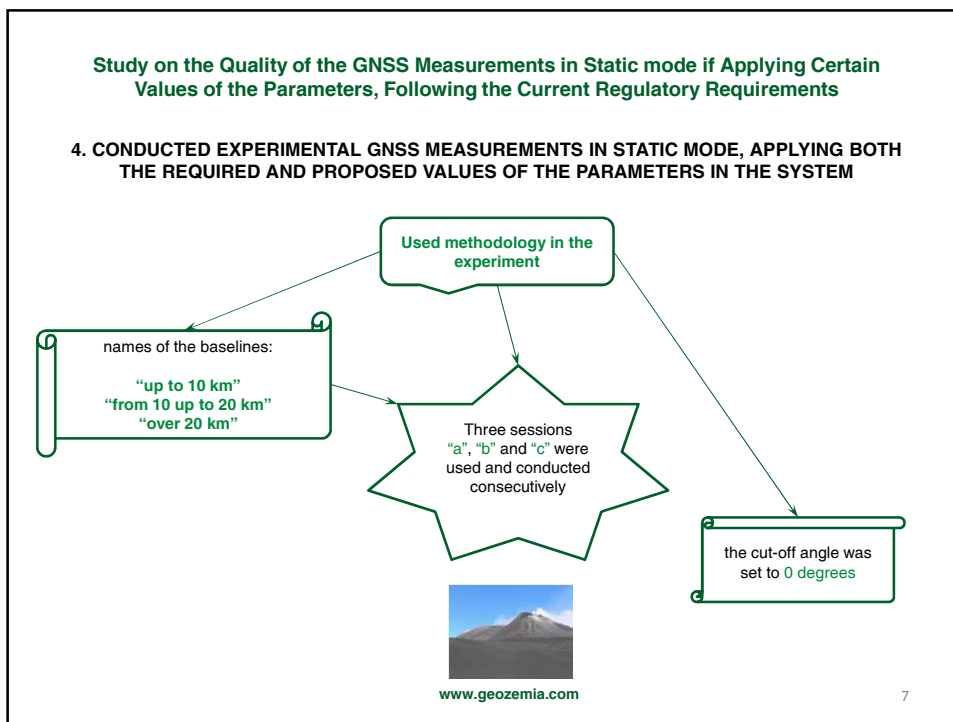 Study on the Quality of the GNSS Measurements in Static mode if Applying Certain
Values of the Parameters, Following the Current Regulatory Requirements
4. CONDUCTED EXPERIMENTAL GNSS MEASUREMENTS IN STATIC MODE, APPLYING BOTH
THE REQUIRED AND PROPOSED VALUES OF THE PARAMETERS IN THE SYSTEM
Used methodology in the
experiment
names of the baselines:
“up to 10 km”
“from 10 up to 20 km”
“over 20 km”
Three sessions
“a”, “b” and “c” were
used and conducted
consecutively
the cut-off angle was
set to 0 degrees
www.geozemia.com
7